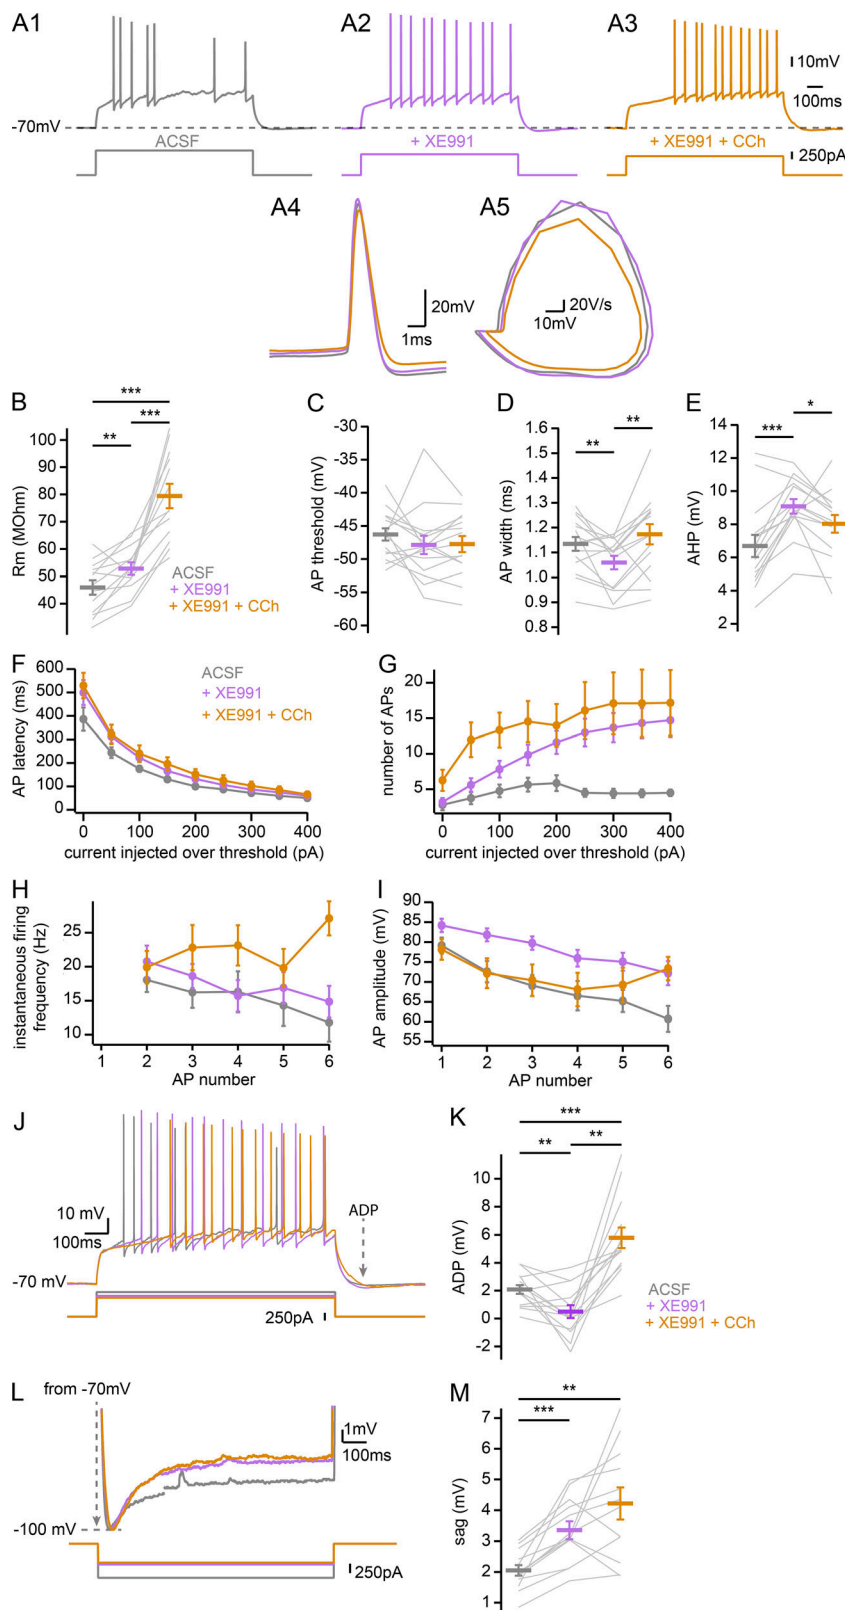 A1
A2
A3
10mV
100ms
-70mV
ACSF
+ XE991
+ XE991 + CCh
250pA
A4
A5
20mV
1ms
20V/s
10mV
B
***
***
**
Rm (MOhm)
100
90
80
70
60
50
40
ACSF
+ XE991
+ XE991 + CCh
C
AP threshold (mV)
-30
-35
-40
-45
-50
-55
-60
D
**
**
AP width (ms)
1.6
1.5
1.4
1.3
1.2
1.1
1.0
0.9
0.8
E
*
***
AHP (mV)
14
12
10
8
6
4
2
F
AP latency (ms)
600
500
400
300
200
100
0
ACSF
+ XE991
+ XE991 + CCh
0 100 200 300 400
current injected over threshold (pA)
G
number of APs
20
15
10
5
0 100 200 300 400
current injected over threshold (pA)
H
instantaneous firing
frequency (Hz)
25
20
15
10
1 2 3 4 5 6
AP number
I
AP amplitude (mV)
90
85
80
75
70
65
60
55
1 2 3 4 5 6
AP number
J
10 mV
100ms
ADP
-70 mV
250pA
K
***
** **
ADP (mV)
10
8
6
4
2
0
-2
ACSF
+ XE991
+ XE991 + CCh
L
from -70mV
1mV
100ms
-100 mV
250pA
M
**
***
sag (mV)
7
6
5
4
3
2
1